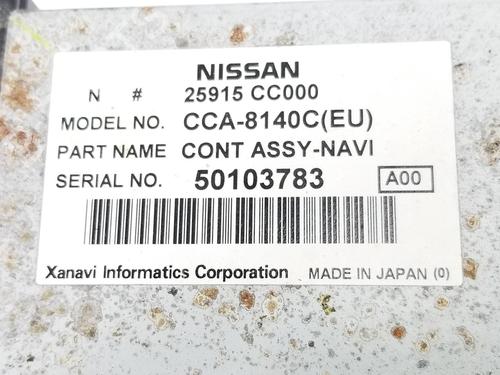 NISSAN
N # 25915 CC000
MODEL NO. CCA-8140C(EU)
PART NAME CONT ASSY-NAVI
SERIAL NO. 50103783 A00
Xanavi Informatics Corporation MADE IN JAPAN (0)